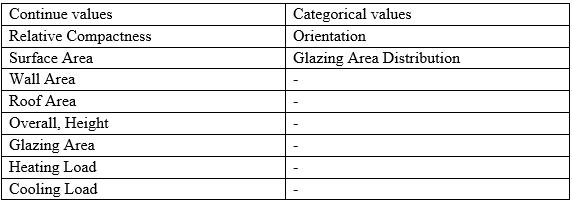 Continue values Categorical values
Relative Compactness Orientation
Surface Area Glazing Area Distribution
Wall Area -
Roof Area -
Overall, Height -
Glazing Area -
Heating Load -
Cooling Load -